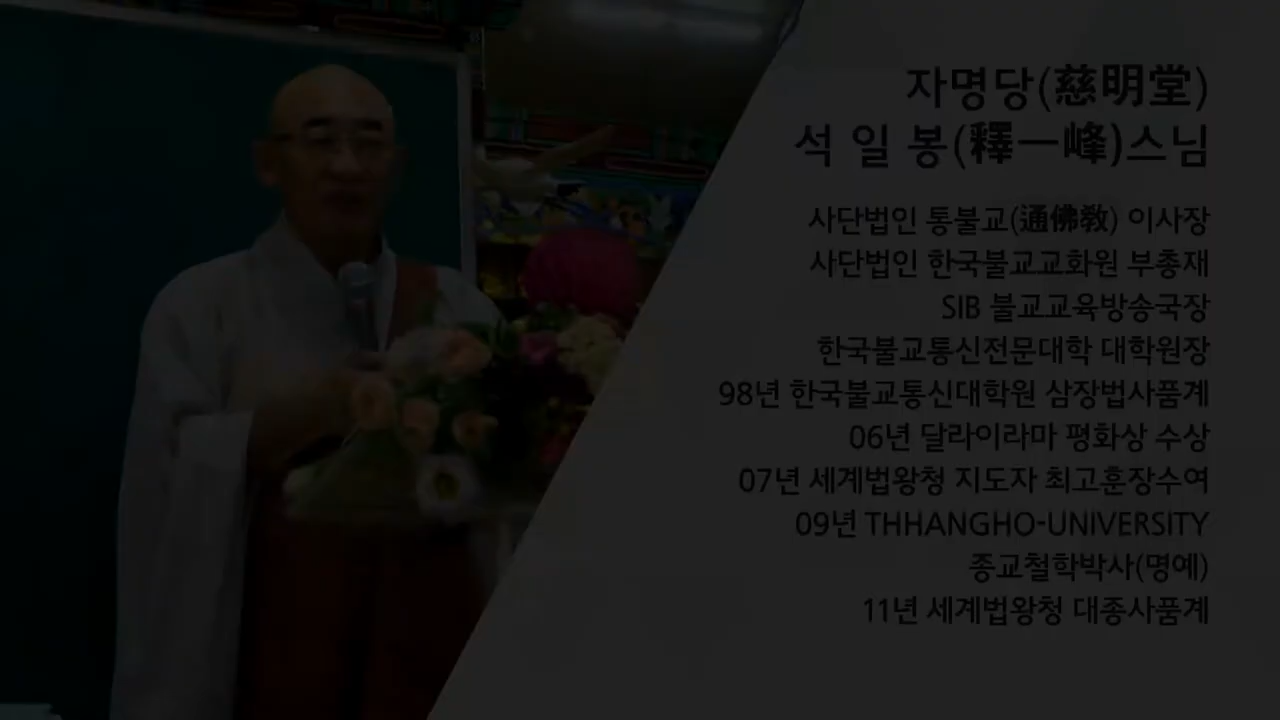 자명당(慈明堂)
석 일 봉(釋一峰)스님
사단법인 통불교(通佛敎) 이사장
사단법인 한국불교교화원 부총재
SIB 불교교육방송국장
한국불교통신전문대학 대학원장
98년 한국불교통신대학원 삼장법사품계
06년 달라이라마 평화상 수상
07년 세계법왕청 지도자 최고훈장수여
09년 THHANGHO-UNIVERSITY
종교철학박사(명예)
11년 세계법왕청 대종사품계